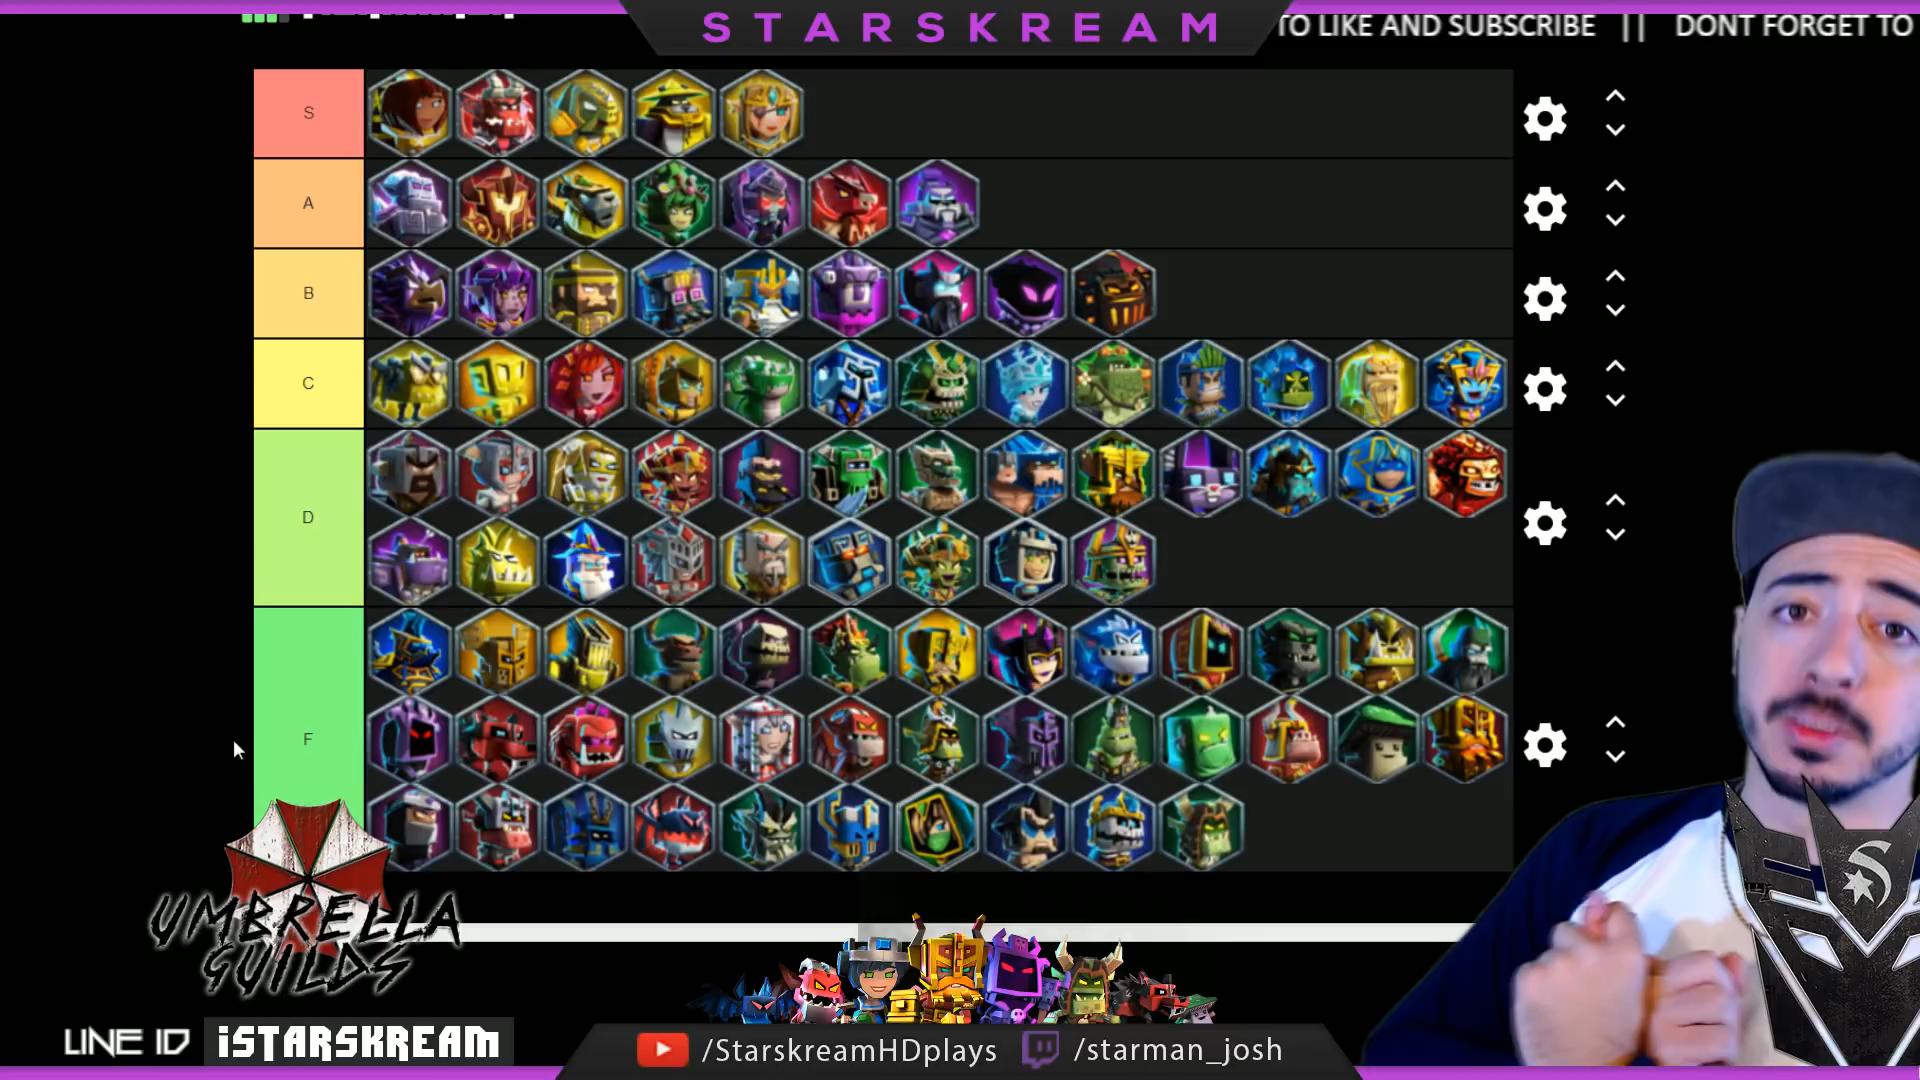 STARSKREAM
TO LIKE AND SUBSCRIBE || DONT FORGET TO
S
A
B
C
D
F
UMBRELLA
GUILDS
LINE ID iSTARSKREAM
/StarskreamHDplays /starman_josh